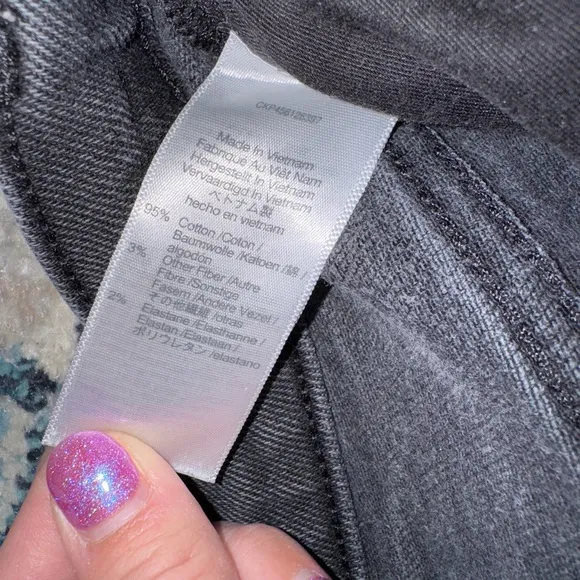 CKP456126397
Made In Vietnam
Fabriqué Au Viêt Nam
Hergestellt In Vietnam
Vervaardigd In Vietnam
ベトナム製
hecho en vietnam
95% Cotton /Coton /
Baumwolle /Katoen /錦 /
algodón
3% Other Fiber /Autre
Fibre /Sonstige
Fasern /Andere Vezel /
その他繊維 /otras
2% Elastane /Elasthanne /
Elastan /Elastaan /
ポリウレタン /elastano